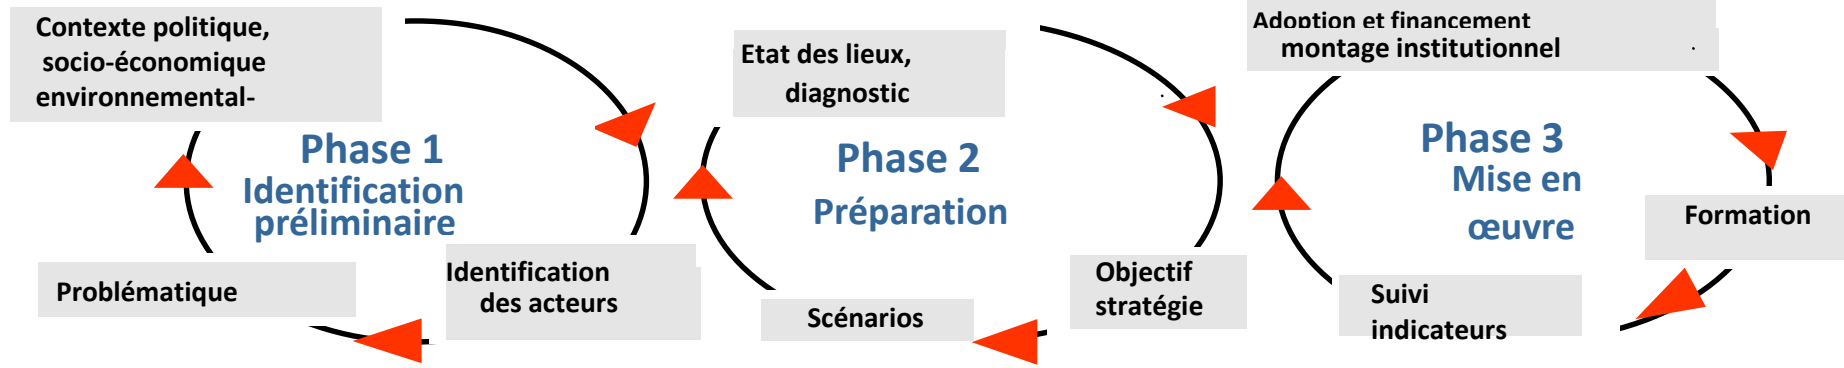 Contexte politique,
socio-économique
environnemental-
Phase 1
Identification
préliminaire
Identification
des acteurs
Problématique
Etat des lieux,
diagnostic
Phase 2
Préparation
Objectif
stratégie
Scénarios
Adoption et financement
montage institutionnel
Phase 3
Mise en
œuvre
Formation
Suivi
indicateurs